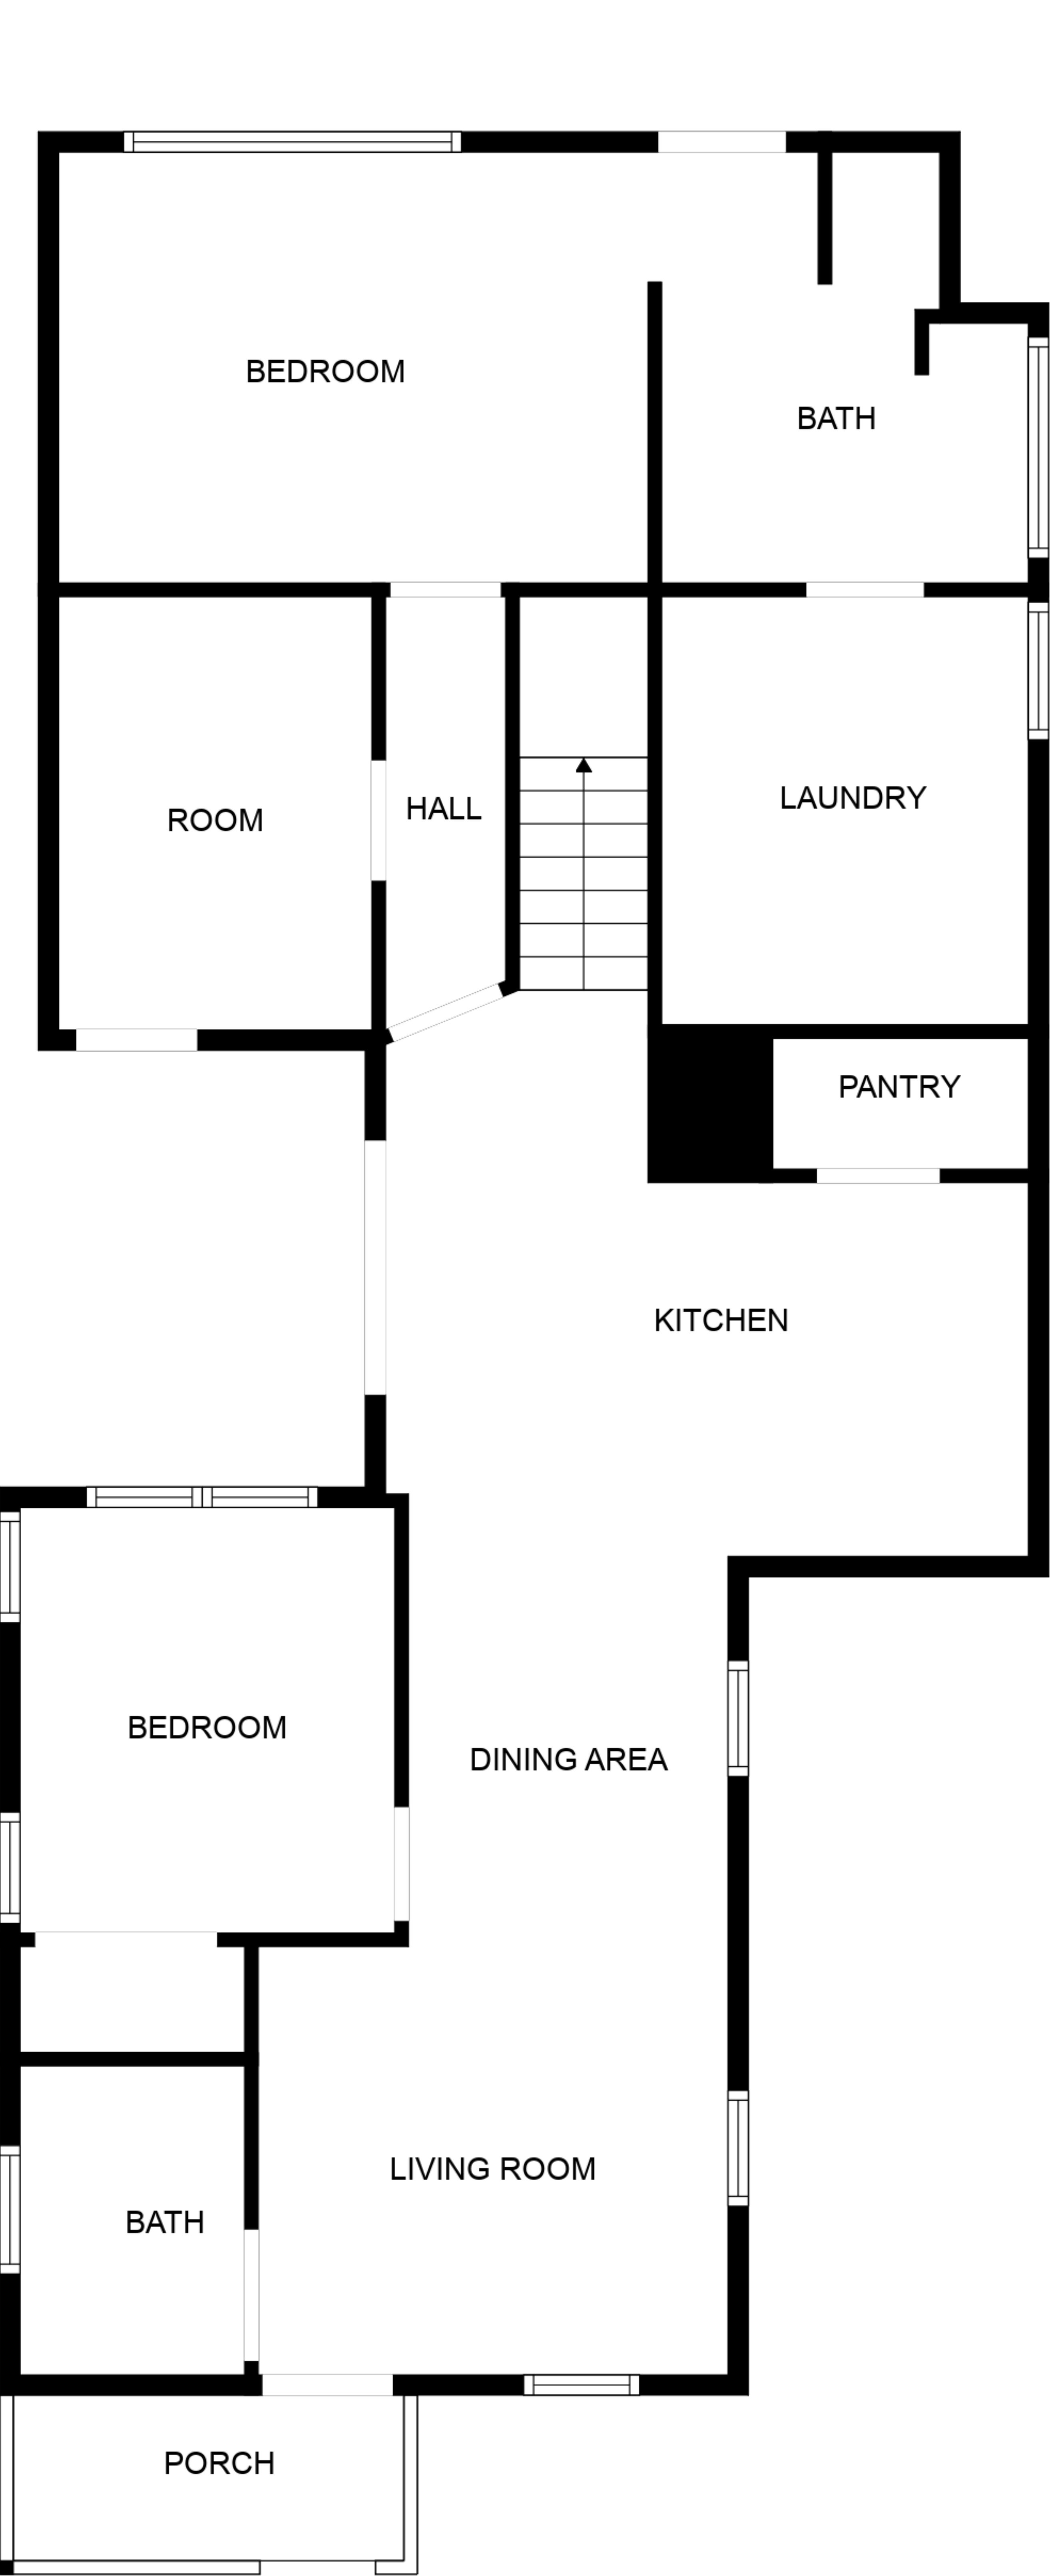 BEDROOM
BATH
LAUNDRY
HALL
ROOM
PANTRY
KITCHEN
BEDROOM
DINING AREA
LIVING ROOM
BATH
PORCH